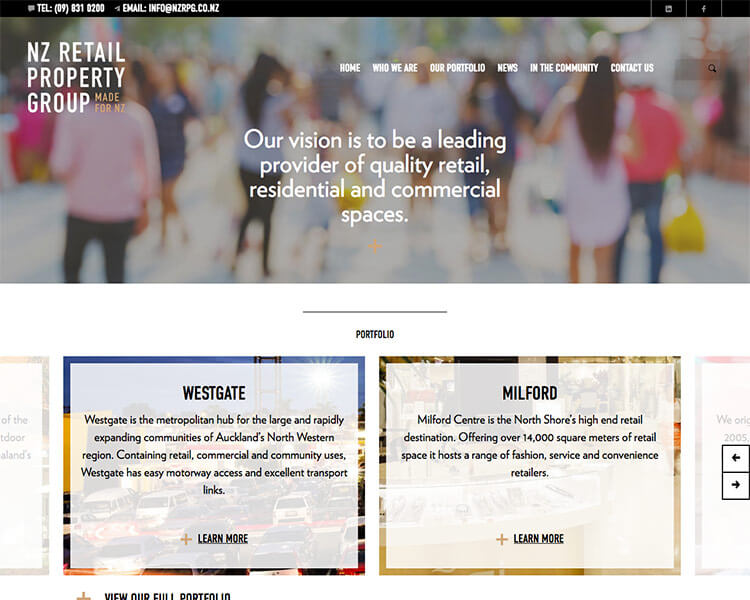 TEL: (09) 831 0200 EMAIL: INFO@NZRPG.CO.NZ
NZ RETAIL
PROPERTY
GROUP MADE
FOR NZ
HOME WHO WE ARE OUR PORTFOLIO NEWS IN THE COMMUNITY CONTACT US
Our vision is to be a leading
provider of quality retail,
residential and commercial
spaces.
PORTFOLIO
of the
tdoor
aland's
WESTGATE
Westgate is the metropolitan hub for the large and rapidly
expanding communities of Auckland's North Western
region. Containing retail, commercial and community uses,
Westgate has easy motorway access and excellent transport
links.
LEARN MORE
MILFORD
Milford Centre is the North Shore's high end retail
destination. Offering over 14,000 square meters of retail
space it hosts a range of fashion, service and convenience
retailers.
LEARN MORE
We orig
2005.
VIEW OUR FULL PORTFOLIO